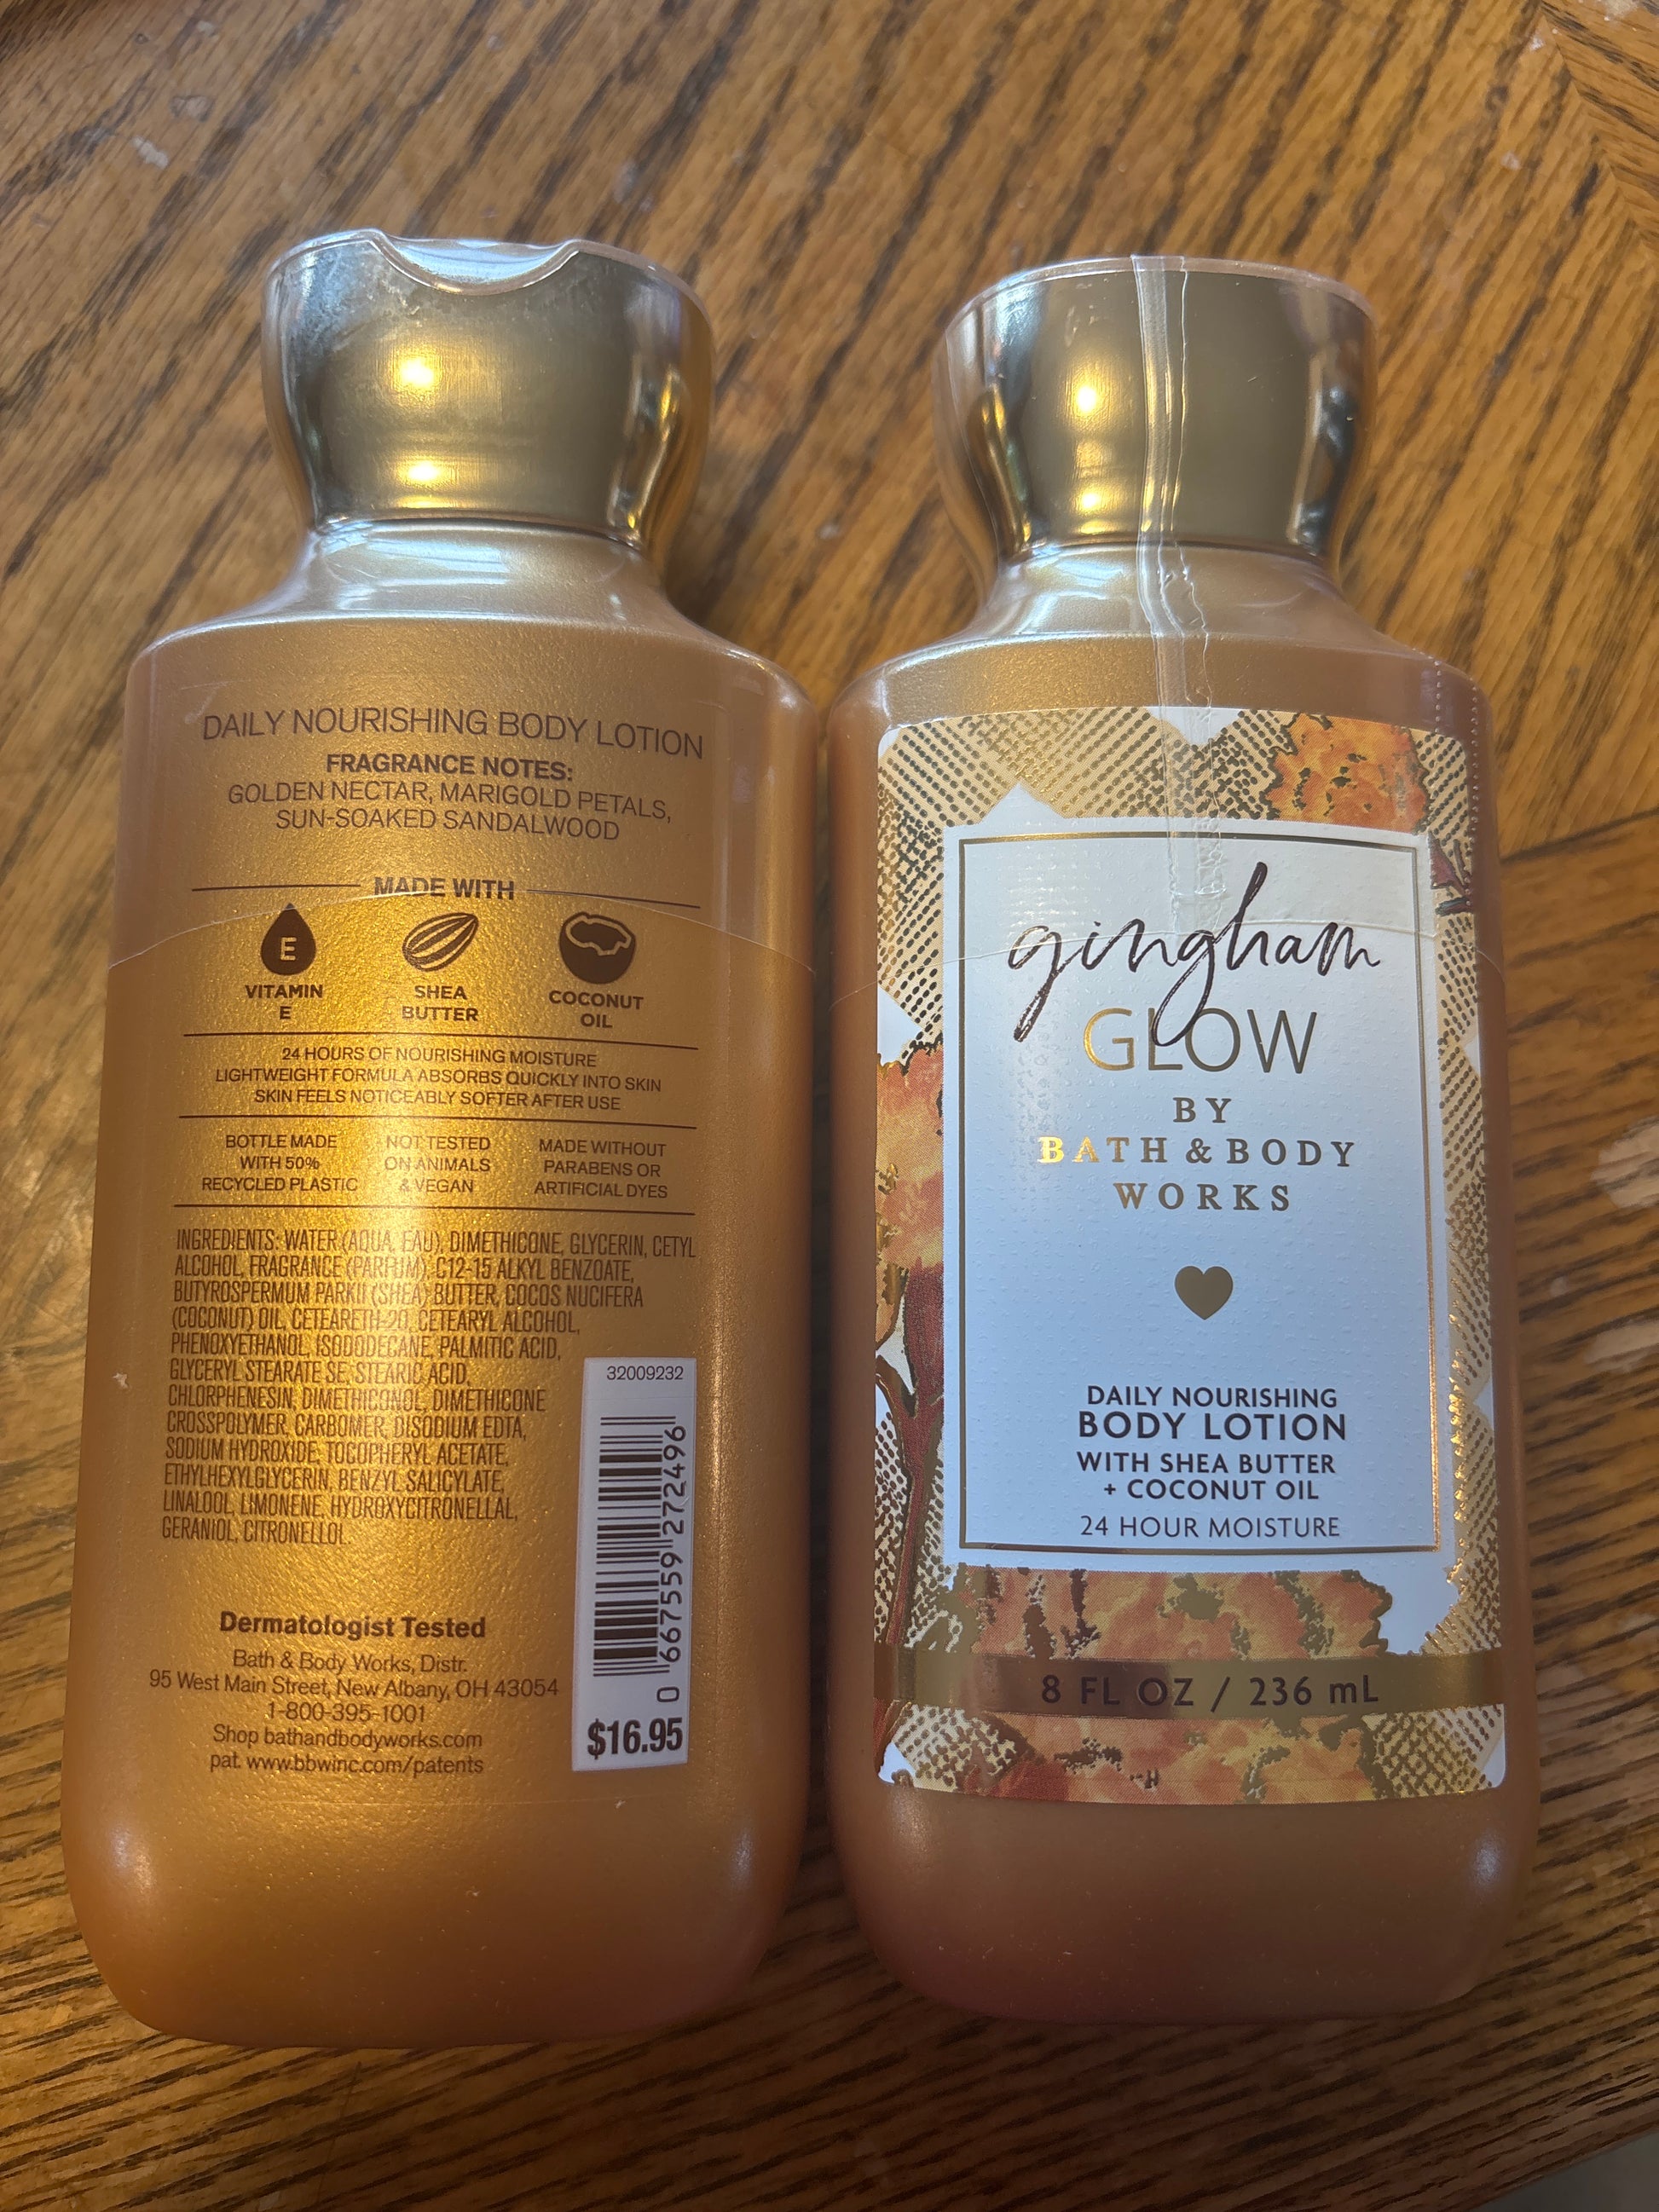 DAILY NOURISHING BODY LOTION
FRAGRANCE NOTES:
GOLDEN NECTAR, MARIGOLD PETALS,
SUN-SOAKED SANDALWOOD
MADE WITH
E
VITAMIN
E
SHEA
BUTTER
COCONUT
OIL
24 HOURS OF NOURISHING MOISTURE
LIGHTWEIGHT FORMULA ABSORBS QUICKLY INTO SKIN
SKIN FEELS NOTICEABLY SOFTER AFTER USE
BOTTLE MADE
WITH 50%
RECYCLED PLASTIC
NOT TESTED
ON ANIMALS
& VEGAN
MADE WITHOUT
PARABENS OR
ARTIFICIAL DYES
INGREDIENTS: WATER (AQUA, EAU), DIMETHICONE, GLYCERIN, CETYL
ALCOHOL, FRAGRANCE (PARFUM), C12-15 ALKYL BENZOATE,
BUTYROSPERMUM PARKII (SHEA) BUTTER, COCOS NUCIFERA
(COCONUT) OIL, CETEARETH-20, CETEARYL ALCOHOL,
PHENOXYETHANOL, ISODODECANE, PALMITIC ACID,
GLYCERYL STEARATE SE, STEARIC ACID,
CHLORPHENESIN, DIMETHICONOL, DIMETHICONE
CROSSPOLYMER, CARBOMER, DISODIUM EDTA,
SODIUM HYDROXIDE, TOCOPHERYL ACETATE,
ETHYLHEXYLGLYCERIN, BENZYL SALICYLATE,
LINALOOL, LIMONENE, HYDROXYCITRONELLAL,
GERANIOL, CITRONELLOL.
32009232
0 667559 272496
$16.95
Dermatologist Tested
Bath & Body Works, Distr.
95 West Main Street, New Albany, OH 43054
1-800-395-1001
Shop bathandbodyworks.com
pat. www.bbwinc.com/patents
gingham
GLOW
BY
BATH & BODY
WORKS
DAILY NOURISHING
BODY LOTION
WITH SHEA BUTTER
+ COCONUT OIL
24 HOUR MOISTURE
8 FL OZ / 236 mL